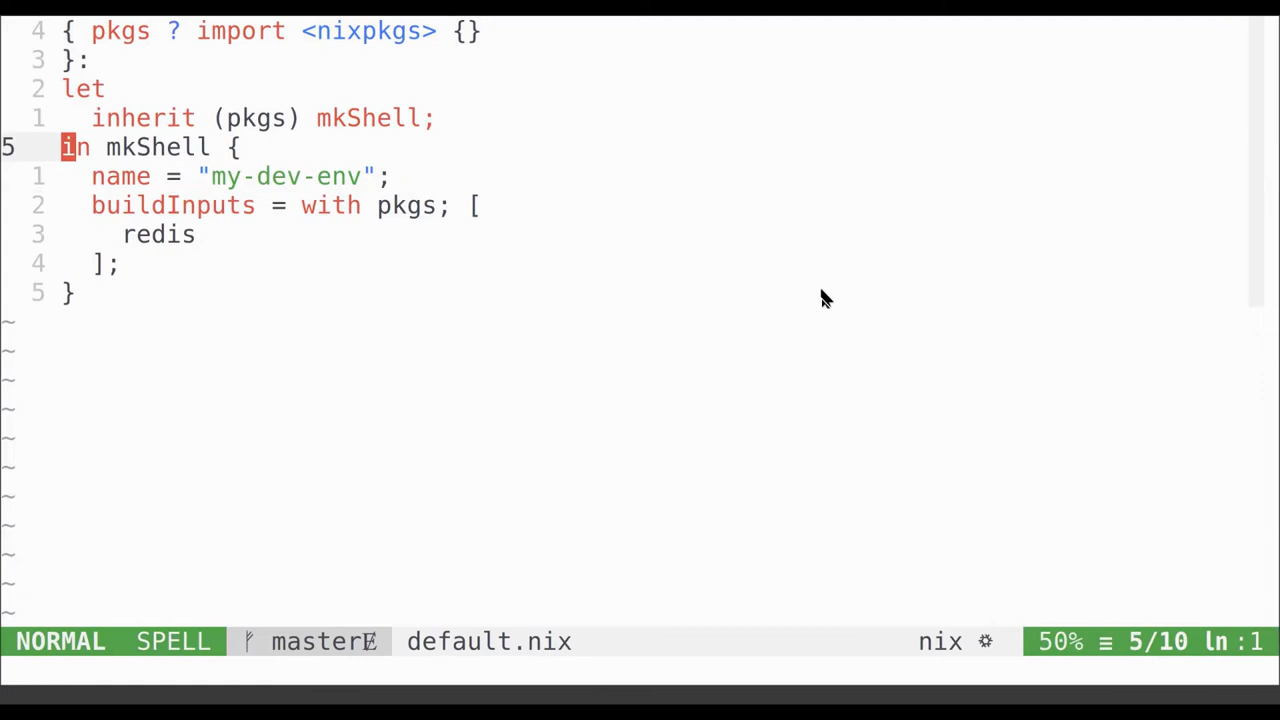 4 { pkgs ? import <nixpkgs> {}
3 }:
2 let
1   inherit (pkgs) mkShell;
5 in mkShell {
1   name = "my-dev-env";
2   buildInputs = with pkgs; [
3     redis
4   ];
5 }
~
~
~
~
~
~
~
~
~
~
~
NORMAL SPELL ᚠ masterɆ default.nix nix ⚙ 50% ≡ 5/10 ln :1